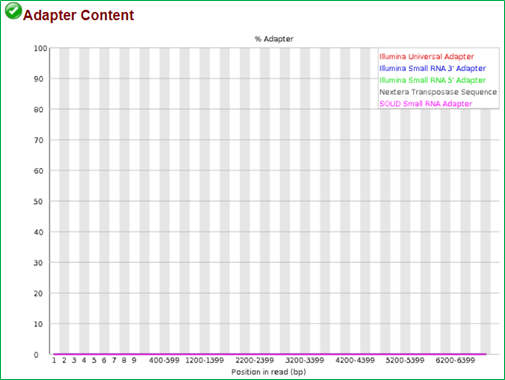 Adapter Content
% Adapter
Illumina Universal Adapter
Illumina Small RNA 3' Adapter
Illumina Small RNA 5' Adapter
Nextera Transposase Sequence
SOLID Small RNA Adapter
100
90
80
70
60
50
40
30
20
10
0
1 2 3 4 5 6 7 8 9 400-599 1200-1399 2200-2399 3200-3399 4200-4399 5200-5399 6200-6399
Position in read (bp)